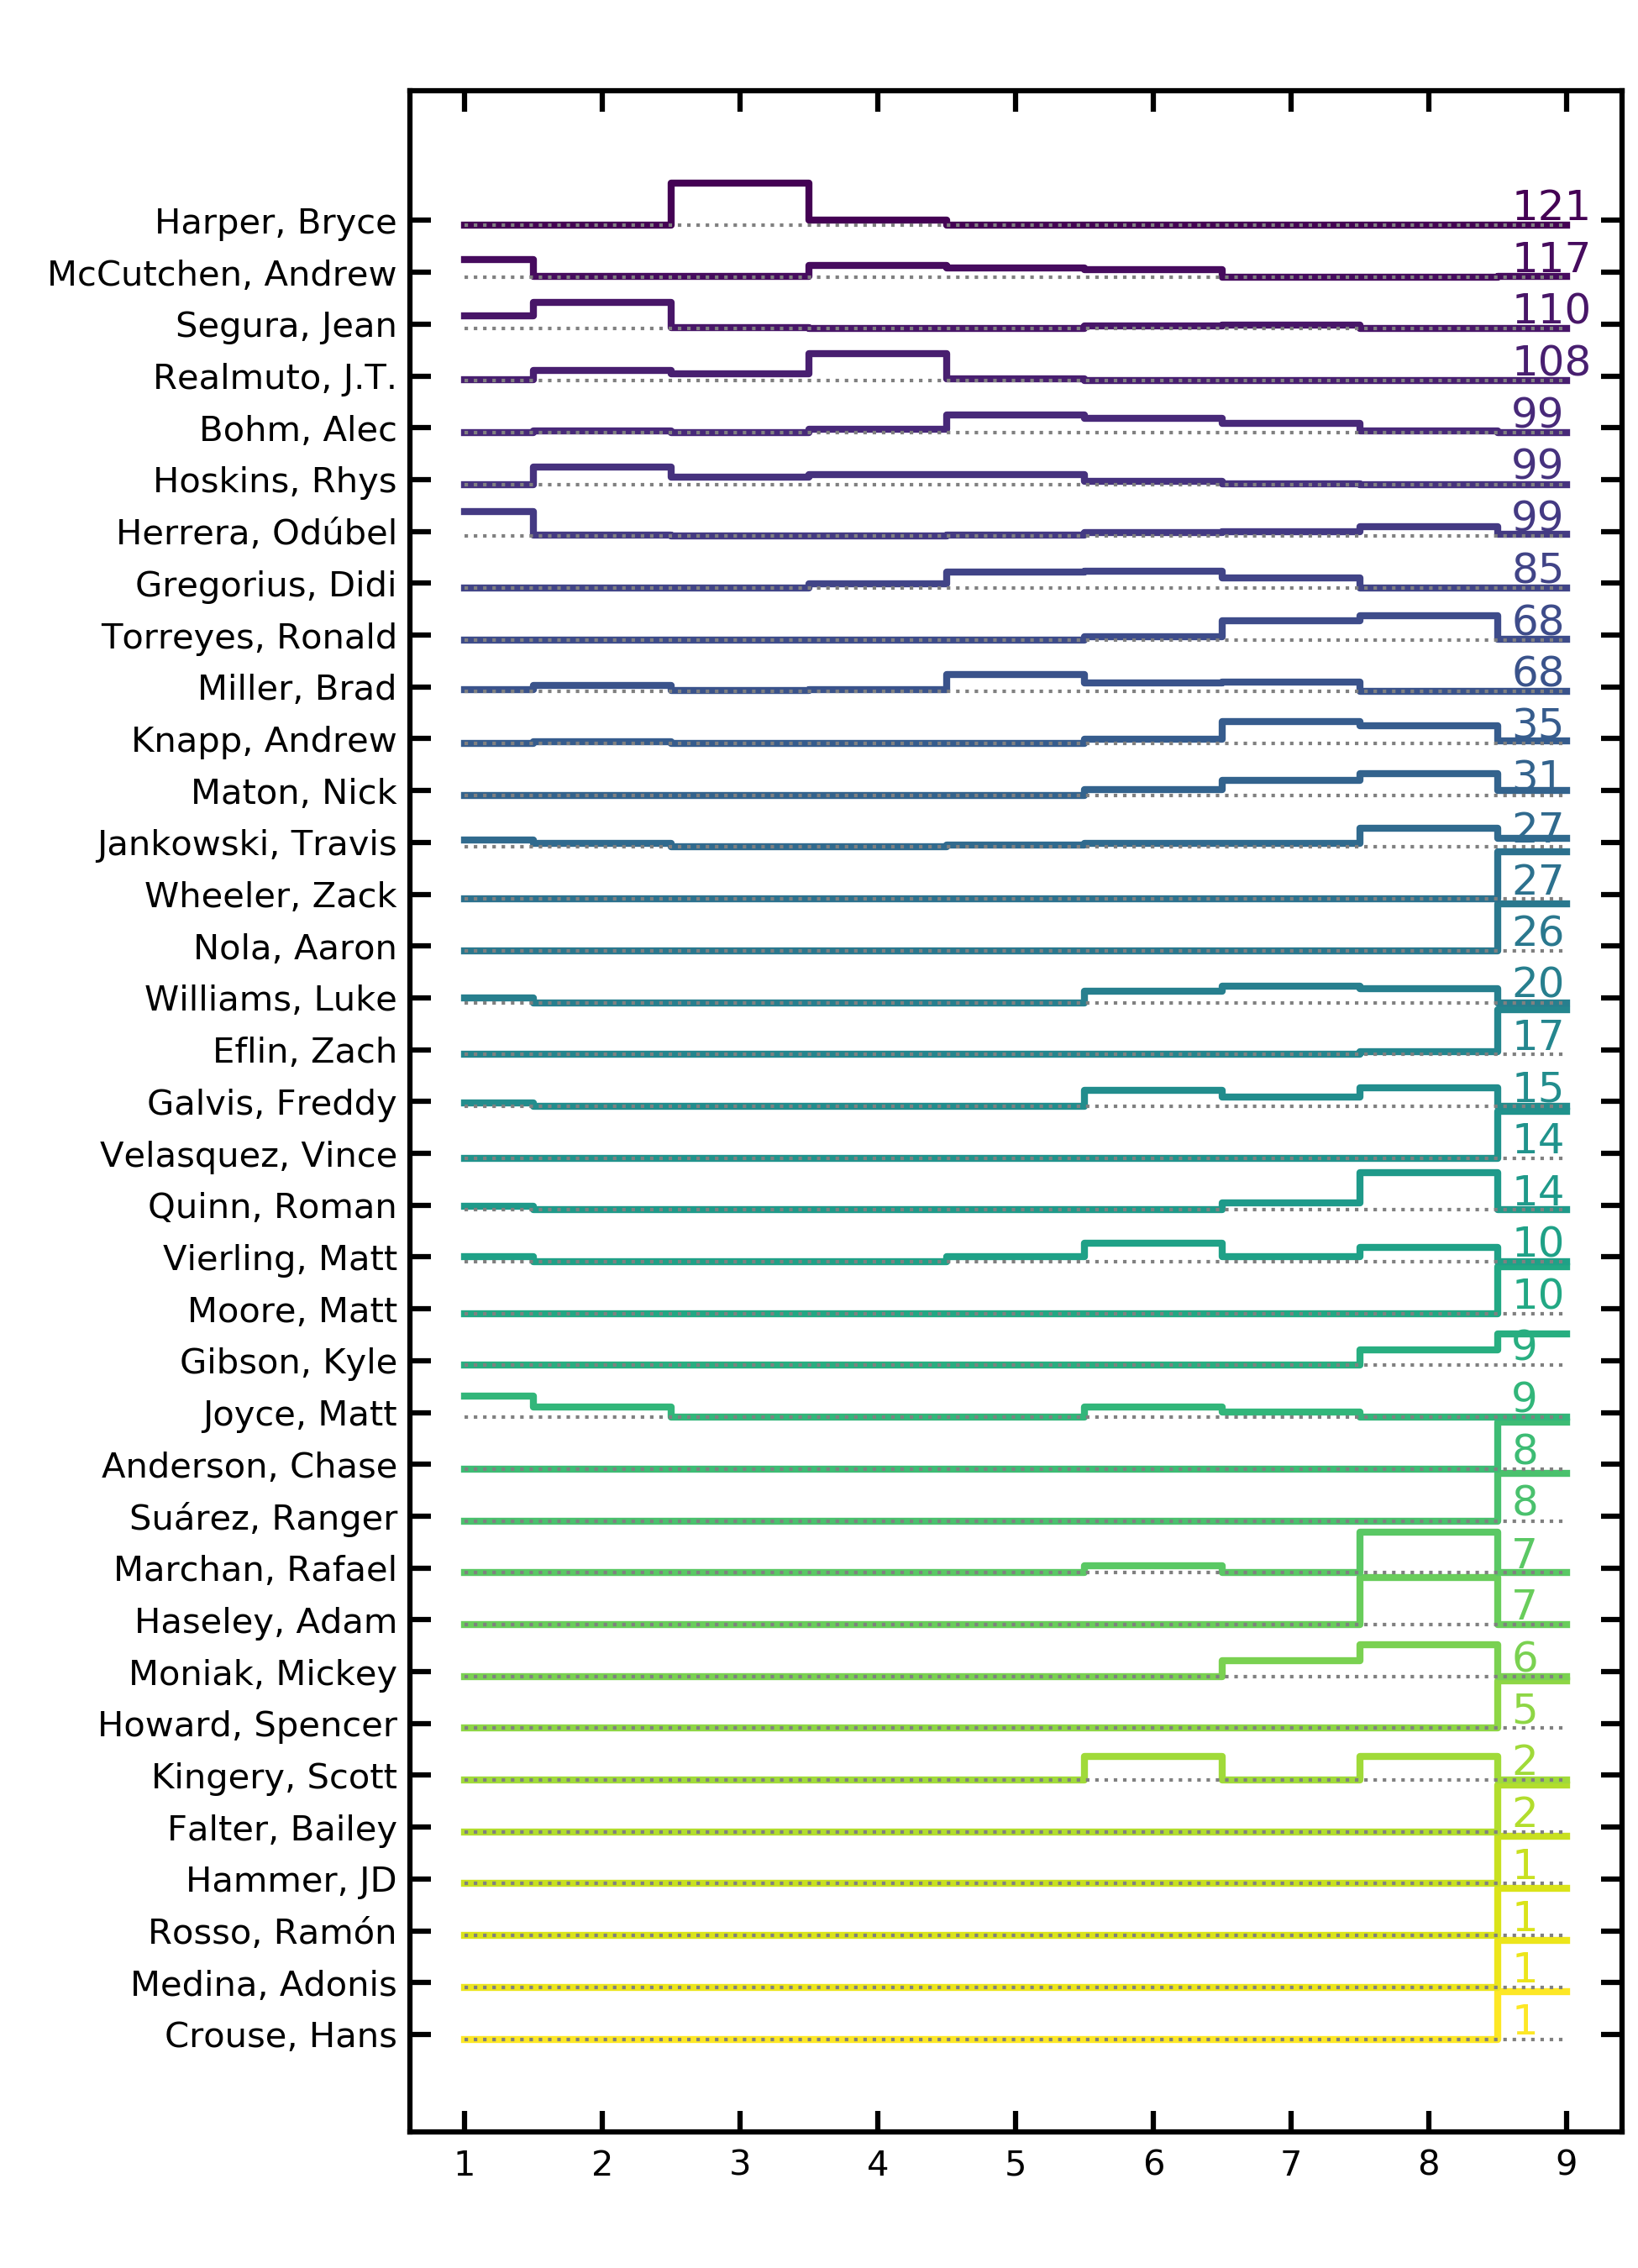 Harper, Bryce 121
McCutchen, Andrew 117
Segura, Jean 110
Realmuto, J.T. 108
Bohm, Alec 99
Hoskins, Rhys 99
Herrera, Odúbel 99
Gregorius, Didi 85
Torreyes, Ronald 68
Miller, Brad 68
Knapp, Andrew 35
Maton, Nick 31
Jankowski, Travis 27
Wheeler, Zack 27
Nola, Aaron 26
Williams, Luke 20
Eflin, Zach 17
Galvis, Freddy 15
Velasquez, Vince 14
Quinn, Roman 14
Vierling, Matt 10
Moore, Matt 10
Gibson, Kyle 9
Joyce, Matt 9
Anderson, Chase 8
Suárez, Ranger 8
Marchan, Rafael 7
Haseley, Adam 7
Moniak, Mickey 6
Howard, Spencer 5
Kingery, Scott 2
Falter, Bailey 2
Hammer, JD 1
Rosso, Ramón 1
Medina, Adonis 1
Crouse, Hans 1
1 2 3 4 5 6 7 8 9